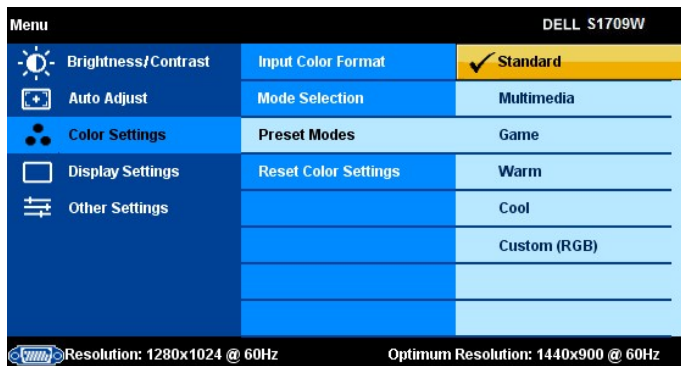 Menu DELL S1709W
Brightness/Contrast Input Color Format Standard
Auto Adjust Mode Selection Multimedia
Color Settings Preset Modes Game
Display Settings Reset Color Settings Warm
Other Settings Cool
Custom (RGB)
Resolution: 1280x1024 @ 60Hz Optimum Resolution: 1440x900 @ 60Hz